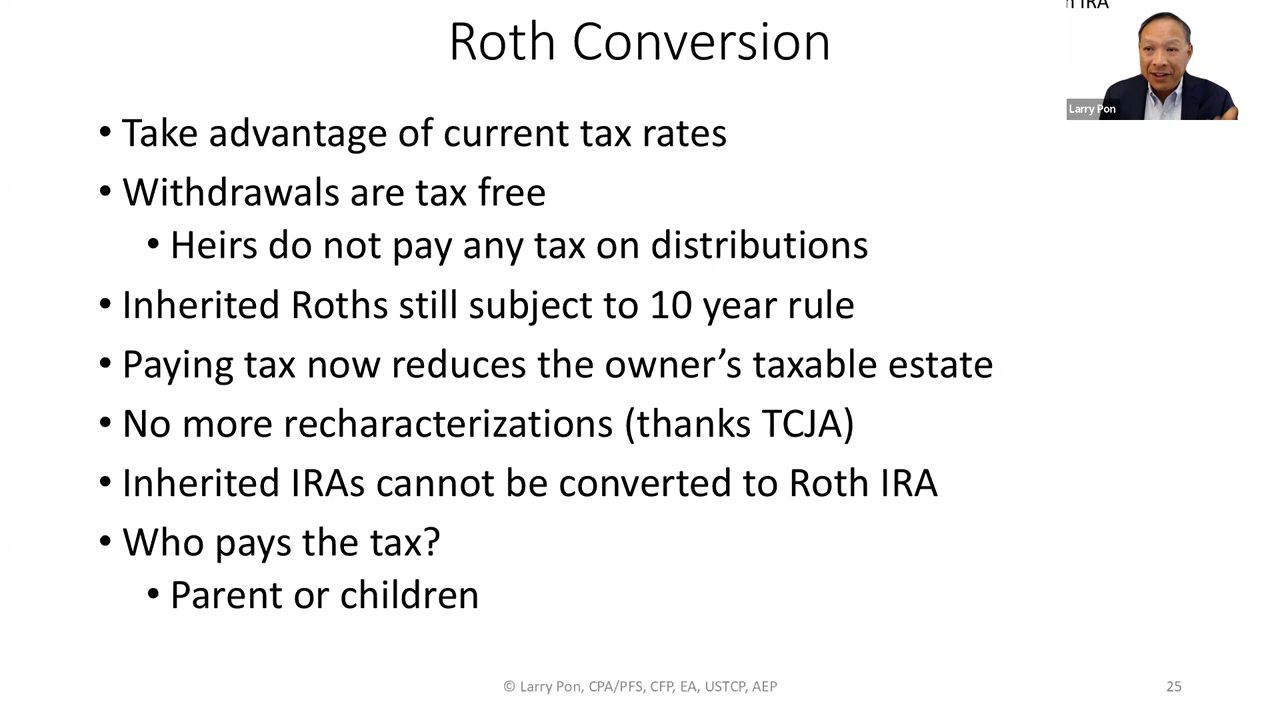 Roth Conversion
IRA
Larry Pon
• Take advantage of current tax rates
• Withdrawals are tax free
• Heirs do not pay any tax on distributions
• Inherited Roths still subject to 10 year rule
• Paying tax now reduces the owner’s taxable estate
• No more recharacterizations (thanks TCJA)
• Inherited IRAs cannot be converted to Roth IRA
• Who pays the tax?
• Parent or children
© Larry Pon, CPA/PFS, CFP, EA, USTCP, AEP
25